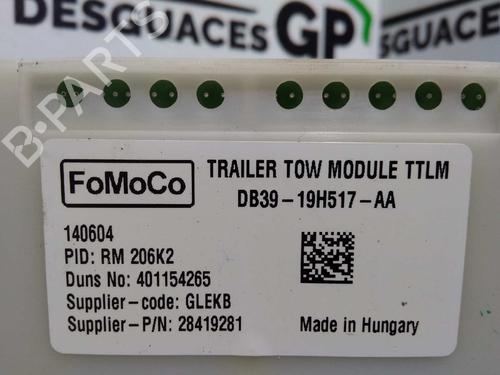 DESGUACES GP
SGUACES
B-PARTS
FoMoCo
TRAILER TOW MODULE TTLM
DB39-19H517-AA
140604
PID: RM 206K2
Duns No: 401154265
Supplier-code: GLEKB
Supplier-P/N: 28419281
Made in Hungary